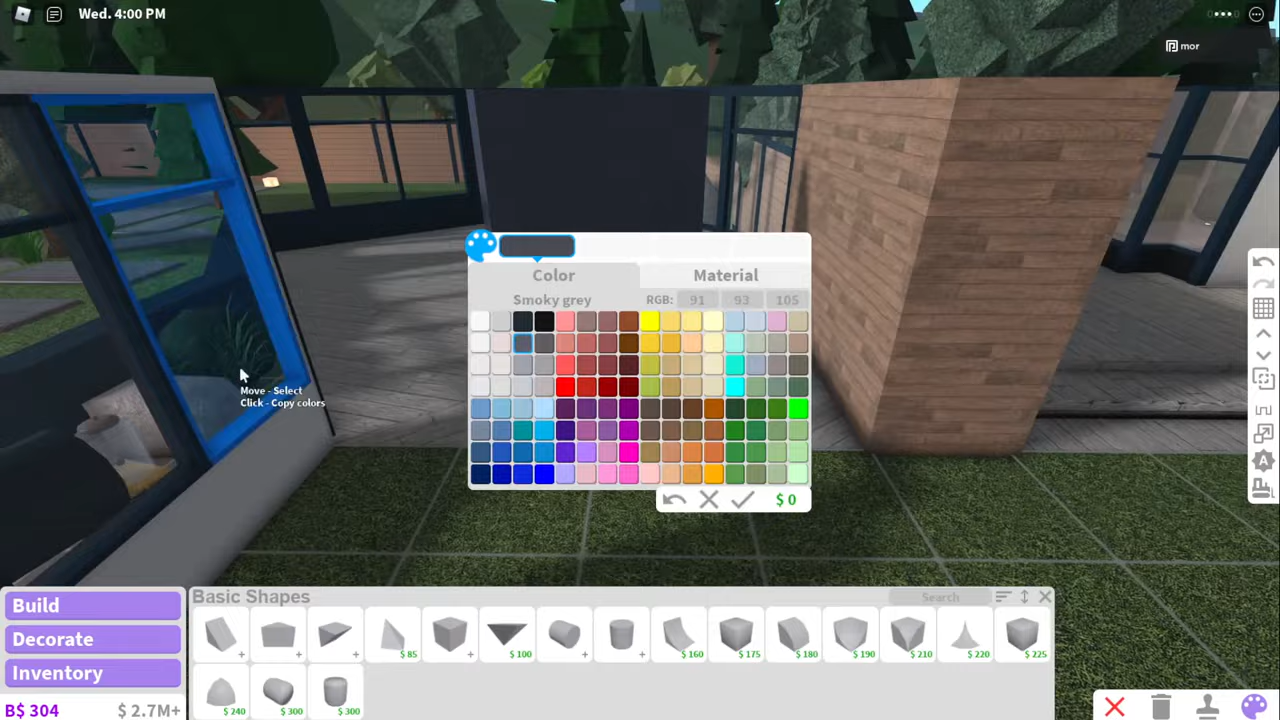 Wed. 4:00 PM
mor
Color
Material
Smoky grey
RGB: 91 93 105
Move - Select
Click - Copy colors
$ 0
Build
Decorate
Inventory
B$ 304
$ 2.7M+
Basic Shapes
Search
+
+
+
$ 85
+
$ 100
+
+
$ 160
$ 175
$ 180
$ 190
$ 210
$ 220
$ 225
$ 240
$ 300
$ 300